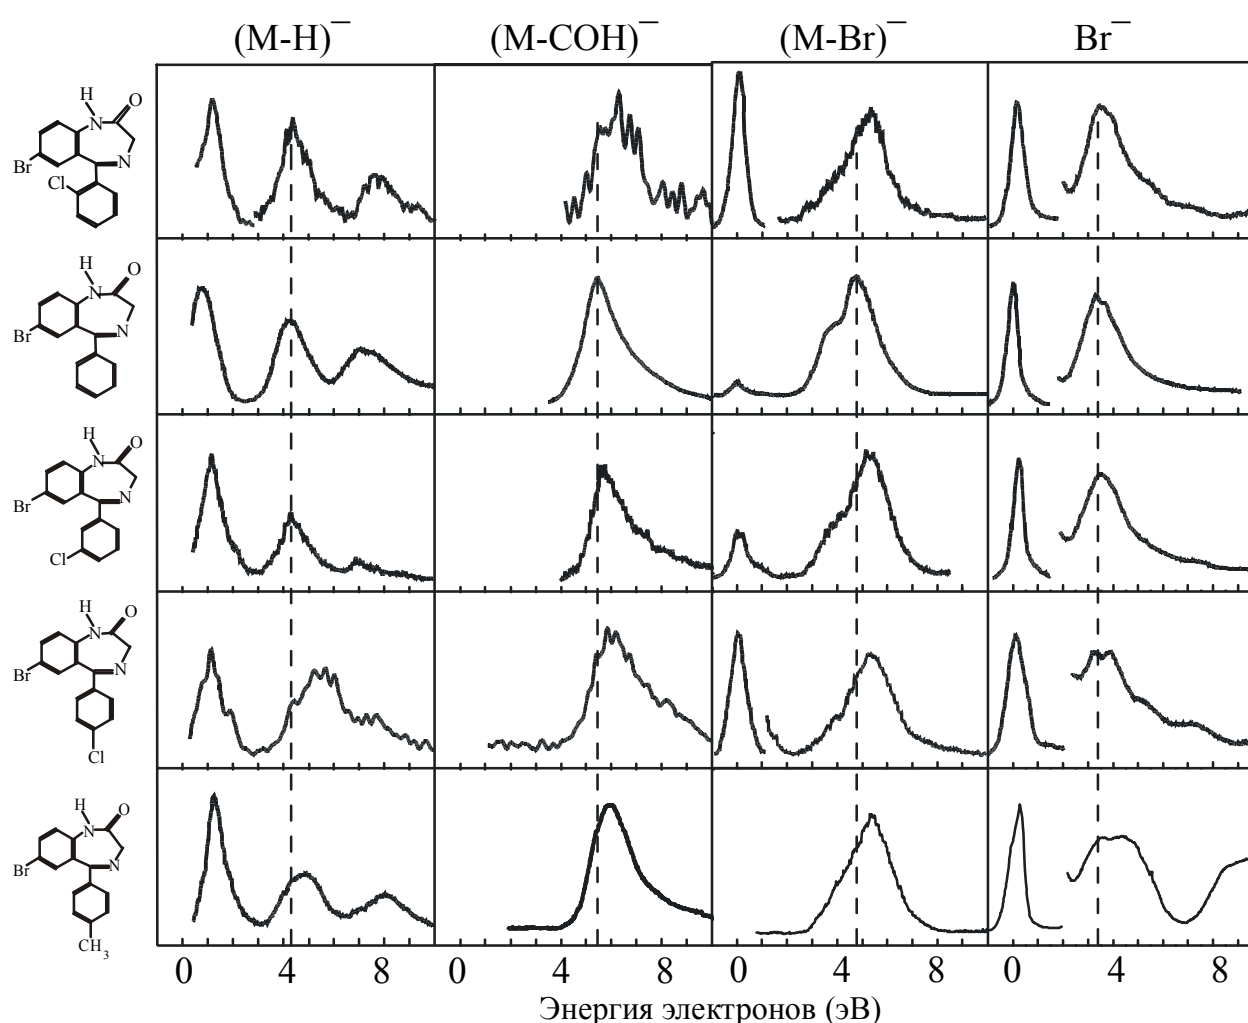 (M-H)⁻ (M-COH)⁻ (M-Br)⁻ Br⁻
H
N
O
Br
N
Cl
H
N
O
Br
N
H
N
O
Br
N
Cl
H
N
O
Br
N
Cl
H
N
O
Br
N
CH₃
0 4 8 0 4 8 0 4 8 0 4 8
Энергия электронов (эВ)